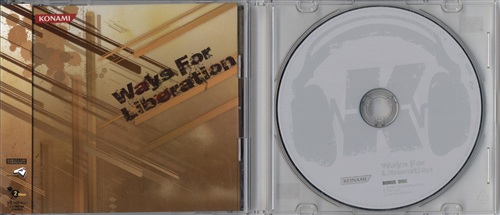 KONAMI
Ways For
Liberation
K
Ways For
Liberation
KONAMI
BONUS DISC